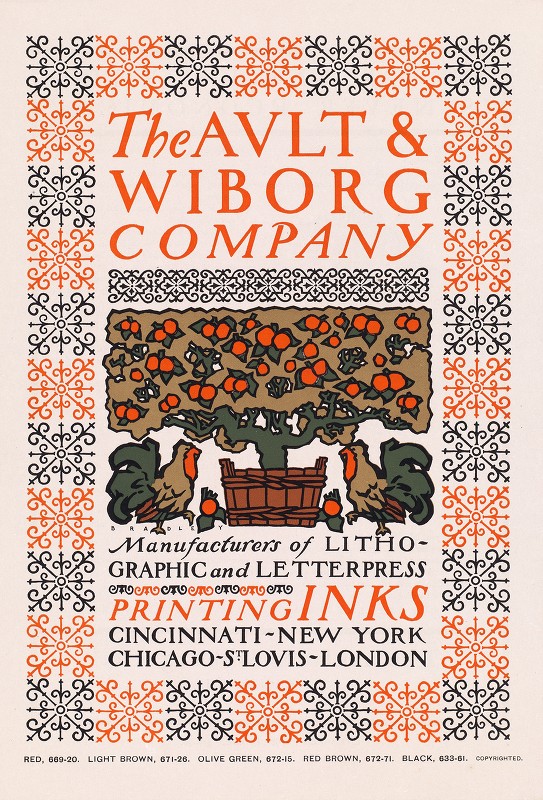 The AVLT &
WIBORG
COMPANY
BRADLEY
Manufacturers of LITHO-
GRAPHIC and LETTERPRESS
PRINTING INKS
CINCINNATI-NEW YORK
CHICAGO-ST LOVIS-LONDON
RED, 669-20. LIGHT BROWN, 671-26. OLIVE GREEN, 672-15. RED BROWN, 672-71. BLACK, 633-61. COPYRIGHTED.